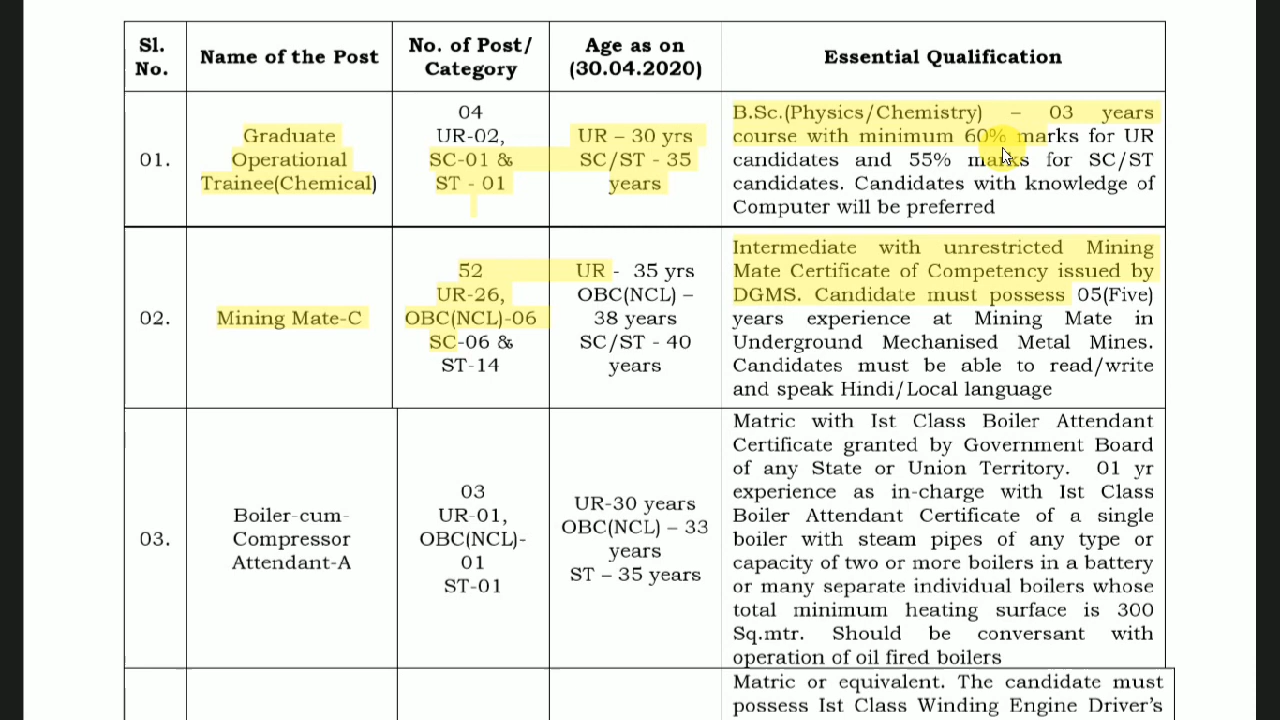 Sl.
No.
Name of the Post
No. of Post/
Category
Age as on
(30.04.2020)
Essential Qualification
01.
Graduate
Operational
Trainee(Chemical)
04
UR-02,
SC-01 &
ST - 01
UR – 30 yrs
SC/ST - 35
years
B.Sc.(Physics/Chemistry) – 03 years
course with minimum 60% marks for UR
candidates and 55% marks for SC/ST
candidates. Candidates with knowledge of
Computer will be preferred
02.
Mining Mate-C
52
UR-26,
OBC(NCL)-06
SC-06 &
ST-14
UR - 35 yrs
OBC(NCL) –
38 years
SC/ST - 40
years
Intermediate with unrestricted Mining
Mate Certificate of Competency issued by
DGMS. Candidate must possess 05(Five)
years experience at Mining Mate in
Underground Mechanised Metal Mines.
Candidates must be able to read/write
and speak Hindi/Local language
03.
Boiler-cum-
Compressor
Attendant-A
03
UR-01,
OBC(NCL)-
01
ST-01
UR-30 years
OBC(NCL) – 33
years
ST – 35 years
Matric with Ist Class Boiler Attendant
Certificate granted by Government Board
of any State or Union Territory. 01 yr
experience as in-charge with Ist Class
Boiler Attendant Certificate of a single
boiler with steam pipes of any type or
capacity of two or more boilers in a battery
or many separate individual boilers whose
total minimum heating surface is 300
Sq.mtr. Should be conversant with
operation of oil fired boilers
Matric or equivalent. The candidate must
possess Ist Class Winding Engine Driver's